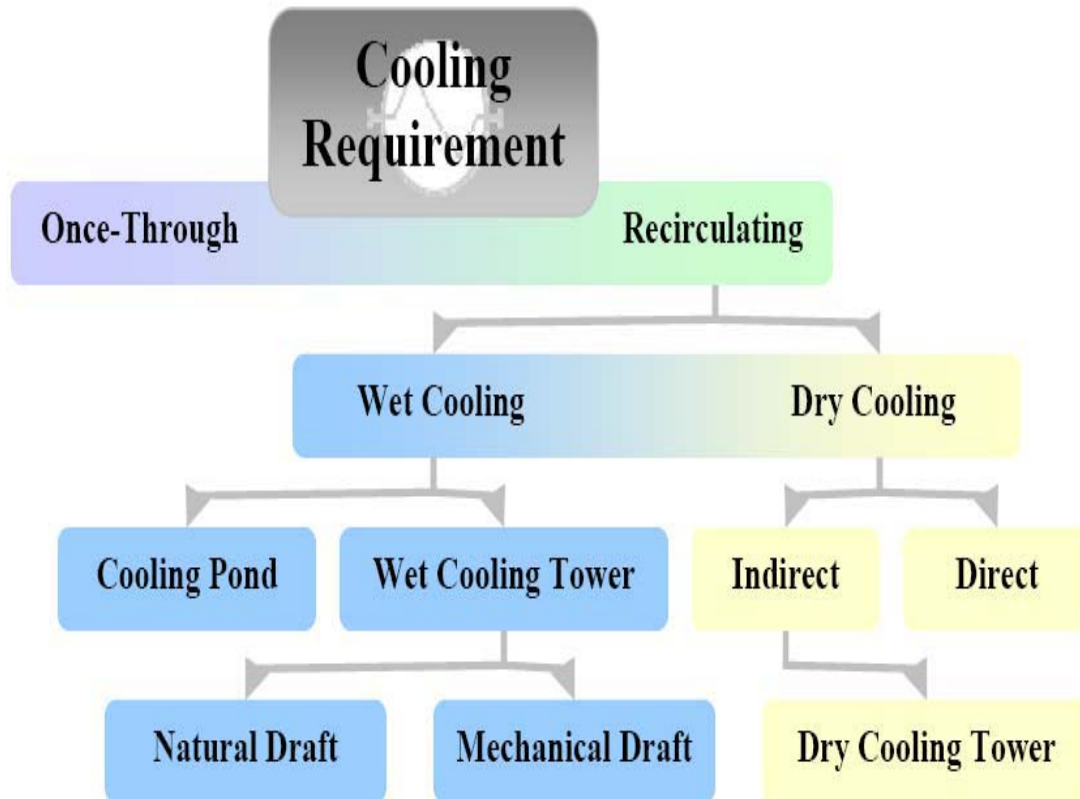 Cooling
Requirement
Once-Through
Recirculating
Wet Cooling
Dry Cooling
Cooling Pond
Wet Cooling Tower
Indirect
Direct
Natural Draft
Mechanical Draft
Dry Cooling Tower